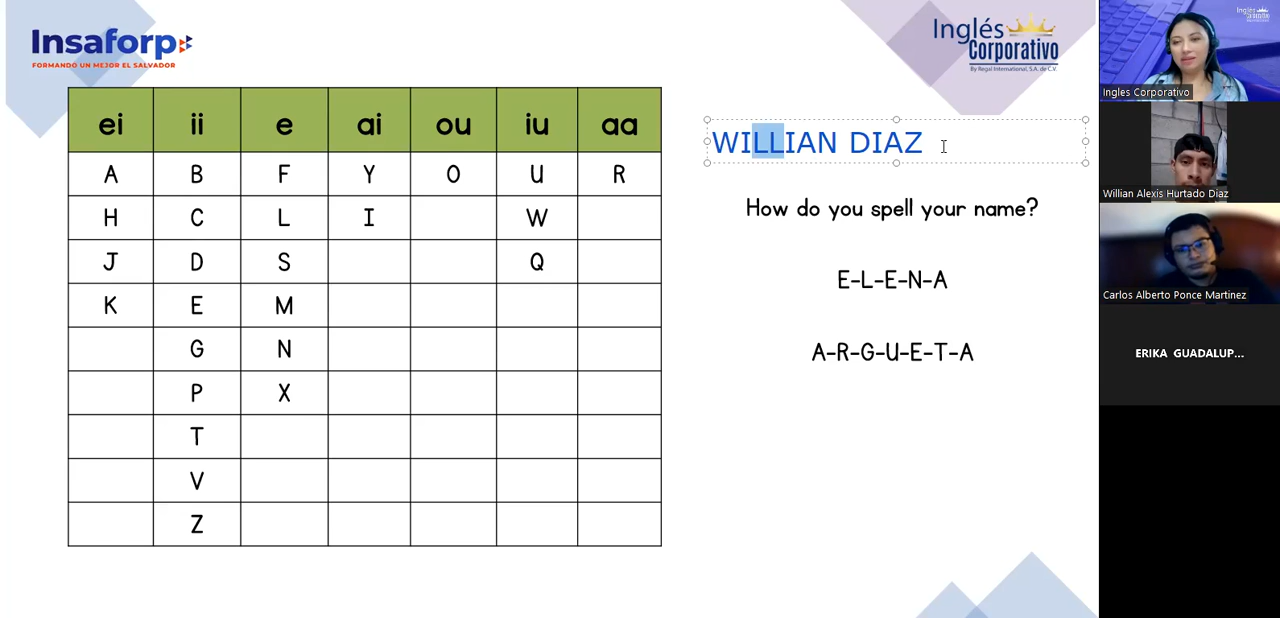 Insaforp
FORMANDO UN MEJOR EL SALVADOR
Inglés
Corporativo
By Regal International, S.A. de C.V.
ei ii e ai ou iu aa
A B F Y O U R
H C L I W
J D S Q
K E M
G N
P X
T
V
Z
WILLIAN DIAZ
How do you spell your name?
E-L-E-N-A
A-R-G-U-E-T-A
Inglés
Ingles Corporativo
Willian Alexis Hurtado Diaz
Carlos Alberto Ponce Martinez
ERIKA GUADALUP...